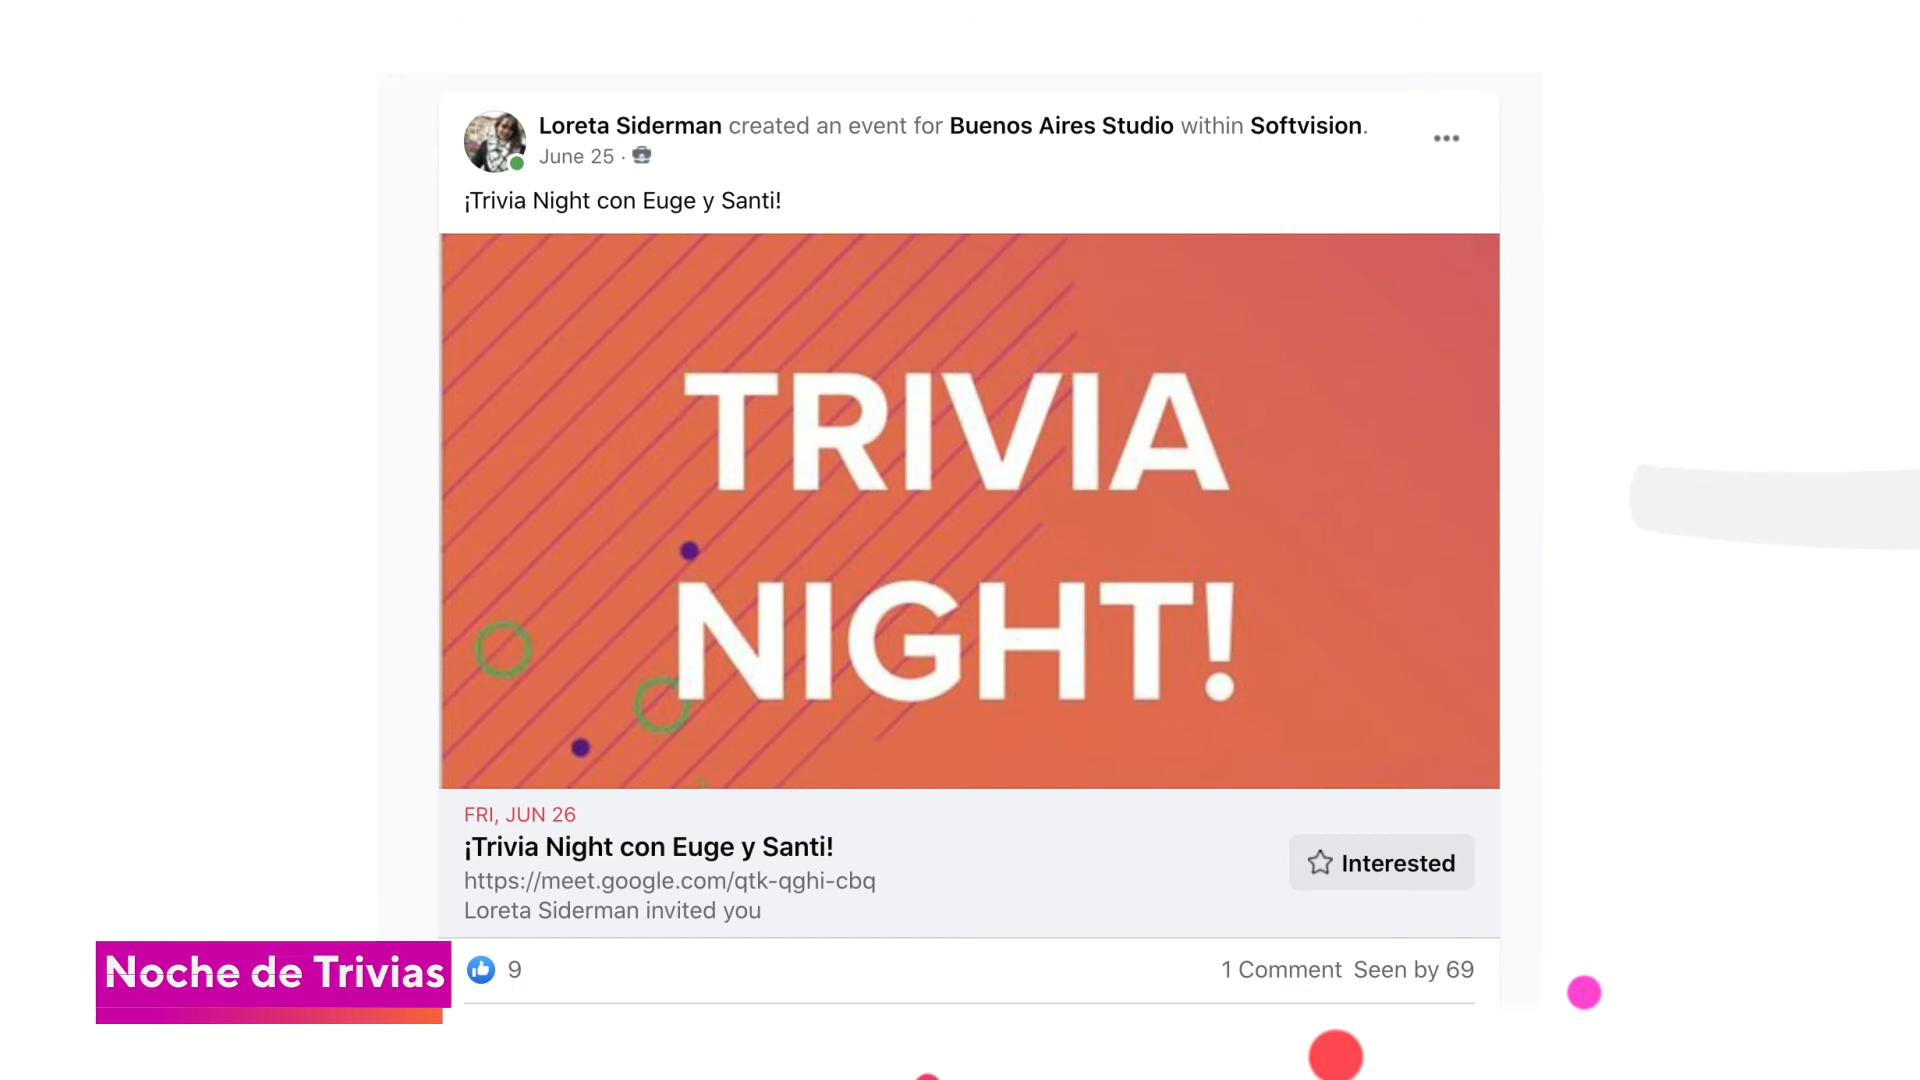 Loreta Siderman created an event for Buenos Aires Studio within Softvision.
June 25 ·
¡Trivia Night con Euge y Santi!
TRIVIA
NIGHT!
FRI, JUN 26
¡Trivia Night con Euge y Santi!
https://meet.google.com/qtk-qghi-cbq
Loreta Siderman invited you
Interested
Noche de Trivias
9
1 Comment Seen by 69